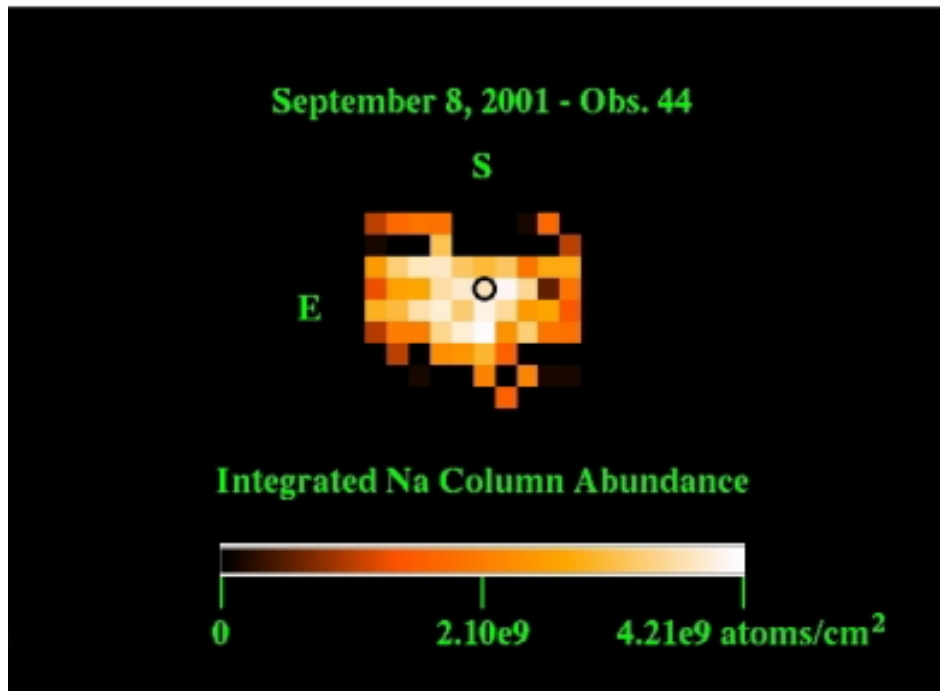 September 8, 2001 - Obs. 44
S
E
Integrated Na Column Abundance
0 2.10e9 4.21e9 atoms/cm²